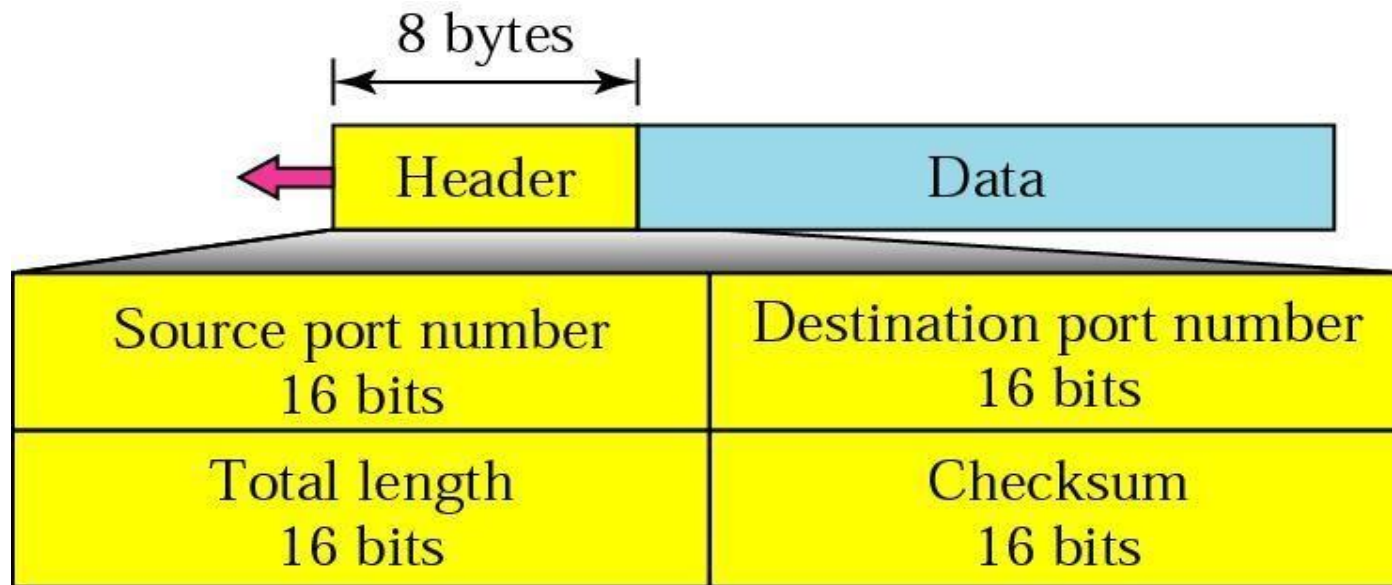 8 bytes
Header
Data
Source port number
16 bits
Destination port number
16 bits
Total length
16 bits
Checksum
16 bits